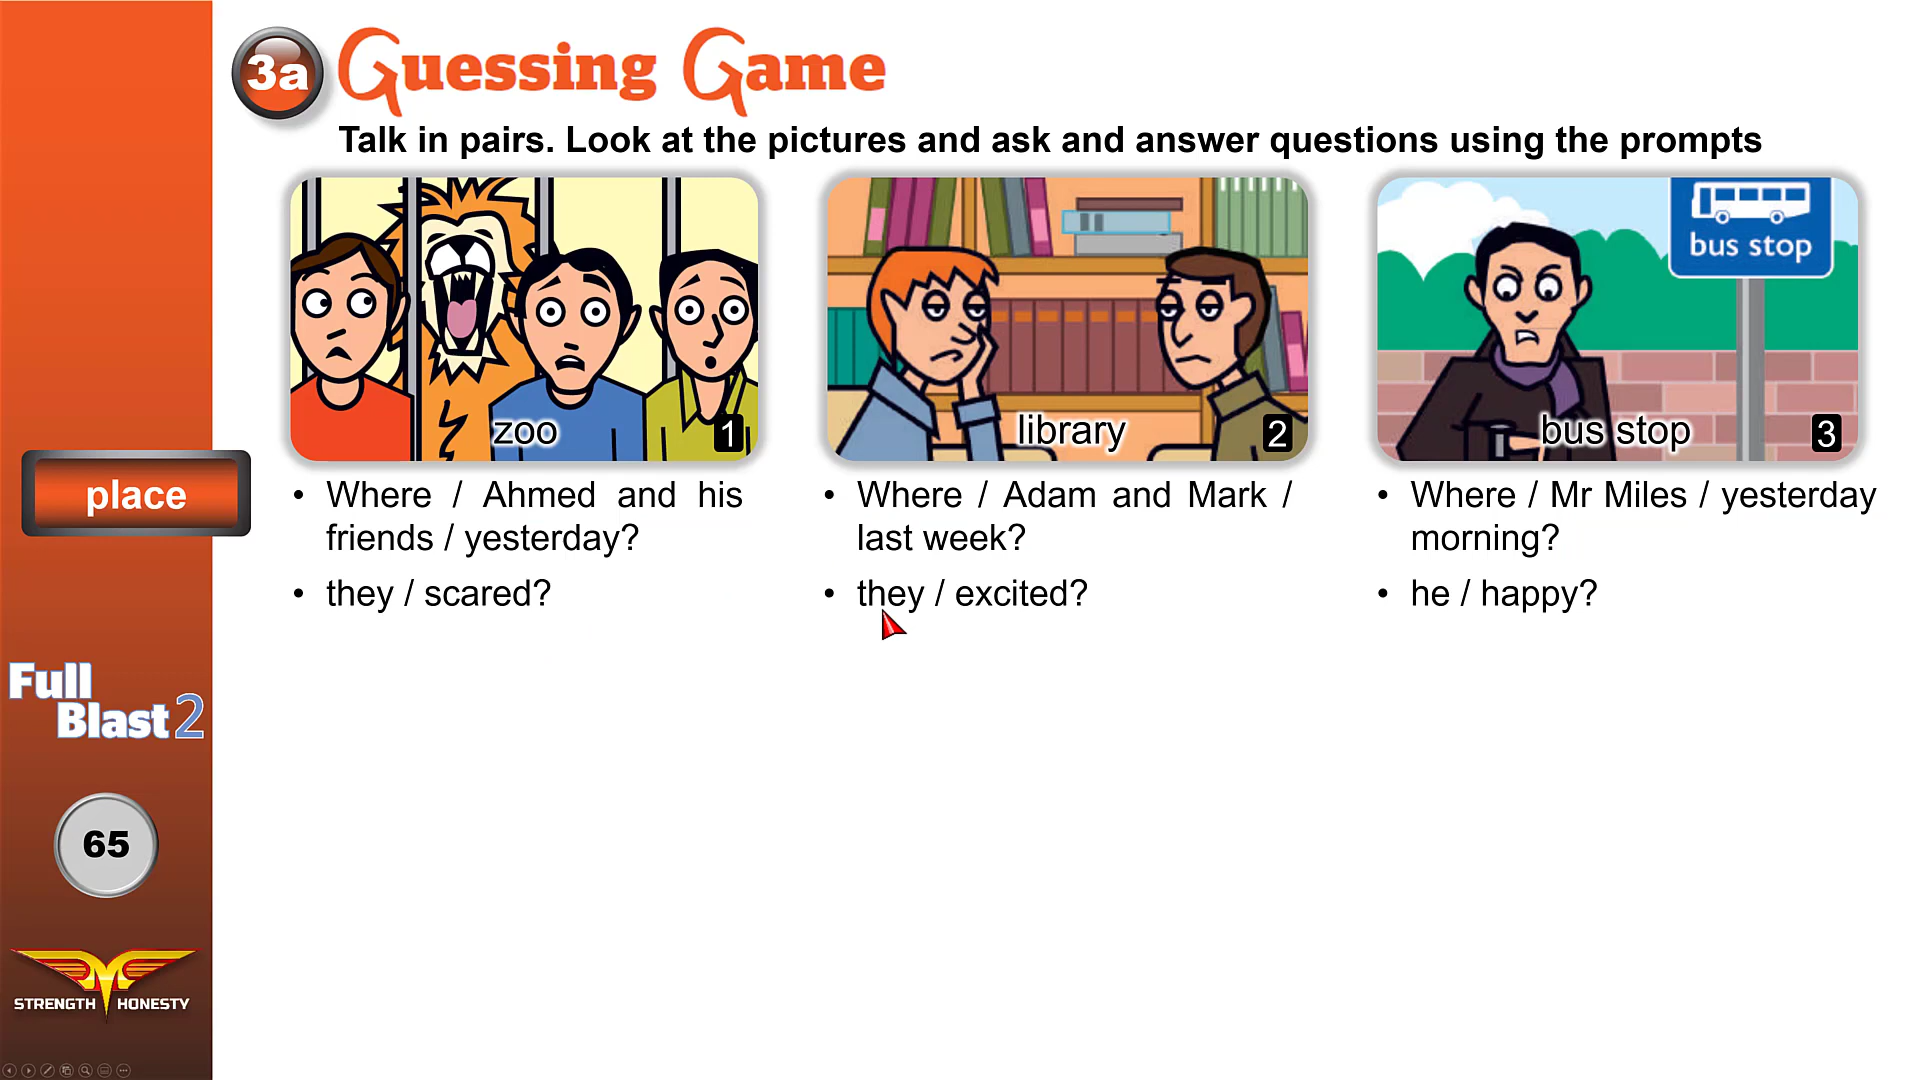 3a Guessing Game
Talk in pairs. Look at the pictures and ask and answer questions using the prompts
bus stop
zoo 1
library 2
bus stop 3
place
• Where / Ahmed and his
friends / yesterday?
• they / scared?
• Where / Adam and Mark /
last week?
• they / excited?
• Where / Mr Miles / yesterday
morning?
• he / happy?
Full
Blast 2
65
STRENGTH HONESTY